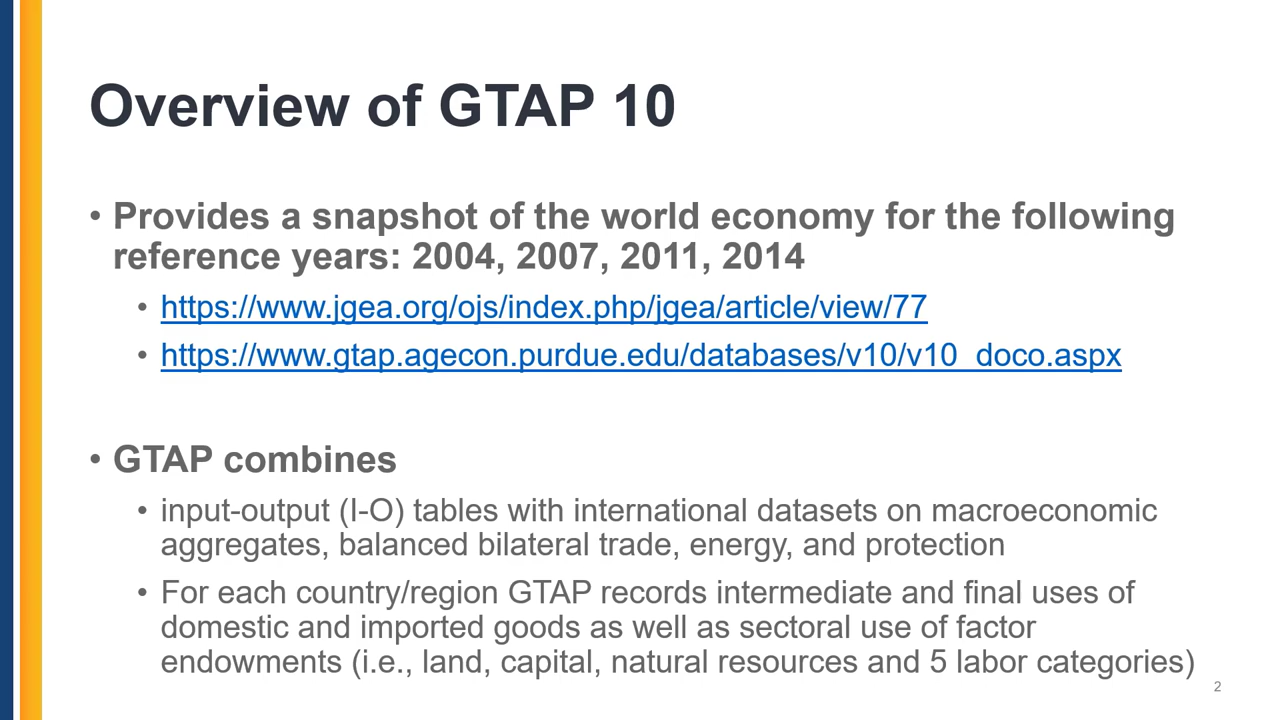 Overview of GTAP 10
• Provides a snapshot of the world economy for the following
reference years: 2004, 2007, 2011, 2014
• https://www.jgea.org/ojs/index.php/jgea/article/view/77
• https://www.gtap.agecon.purdue.edu/databases/v10/v10_doco.aspx
• GTAP combines
• input-output (I-O) tables with international datasets on macroeconomic
aggregates, balanced bilateral trade, energy, and protection
• For each country/region GTAP records intermediate and final uses of
domestic and imported goods as well as sectoral use of factor
endowments (i.e., land, capital, natural resources and 5 labor categories)
2